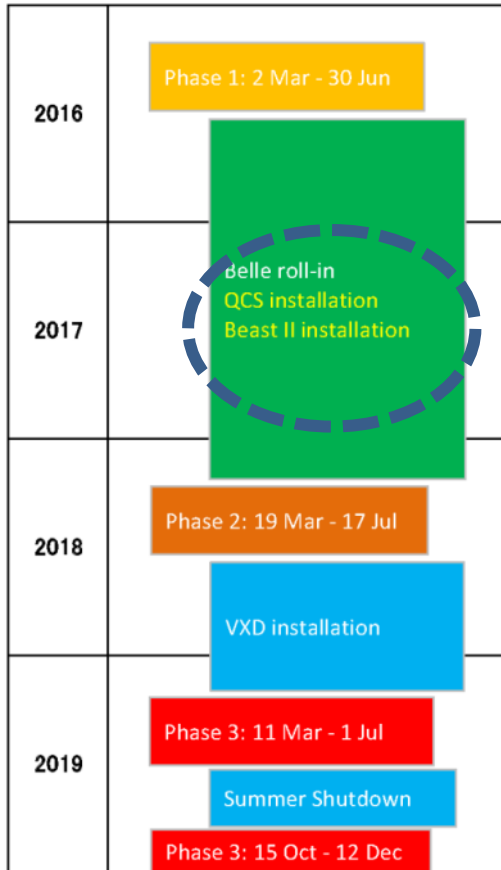 2016
Phase 1: 2 Mar - 30 Jun
2017
Belle roll-in
QCS installation
Beast II installation
2018
Phase 2: 19 Mar - 17 Jul
VXD installation
2019
Phase 3: 11 Mar - 1 Jul
Summer Shutdown
Phase 3: 15 Oct - 12 Dec